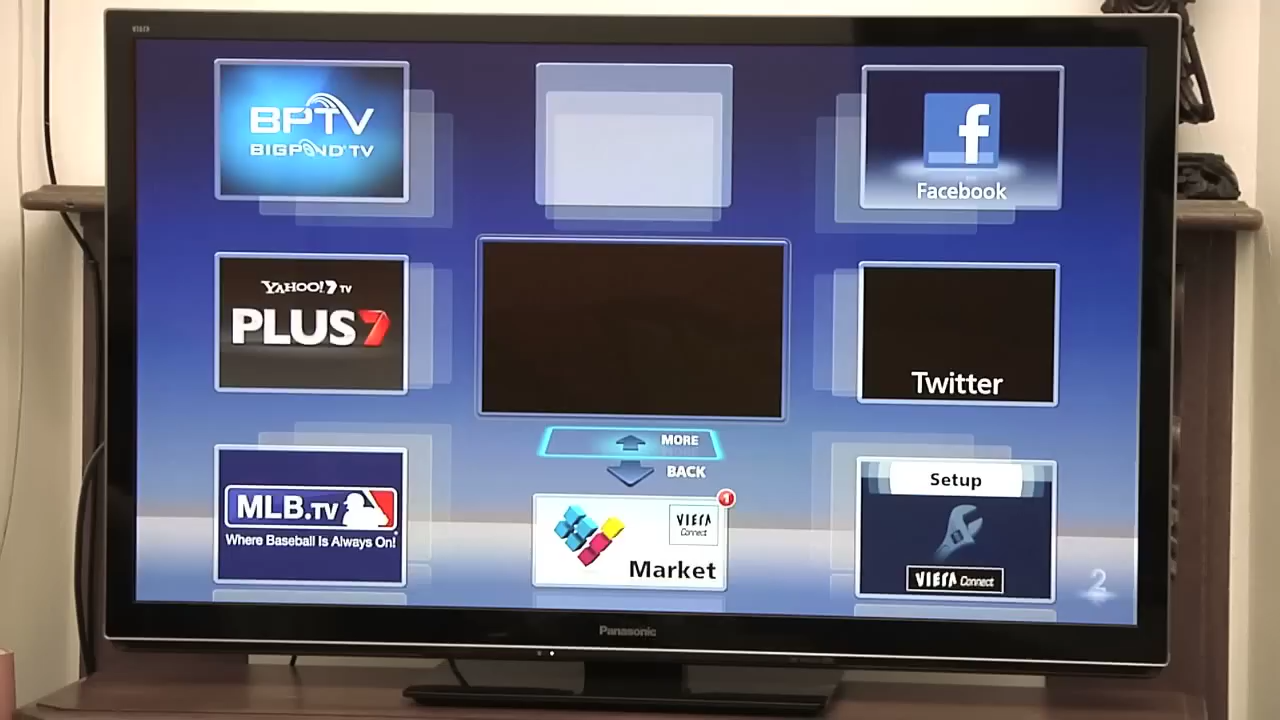 VIERA
BPTV
BIGPOND TV
Facebook
YAHOO!7 TV
PLUS7
Twitter
MORE
BACK
MLB.TV
Where Baseball Is Always On!
1
VIERA
Connect
Market
Setup
VIERA Connect
2
Panasonic